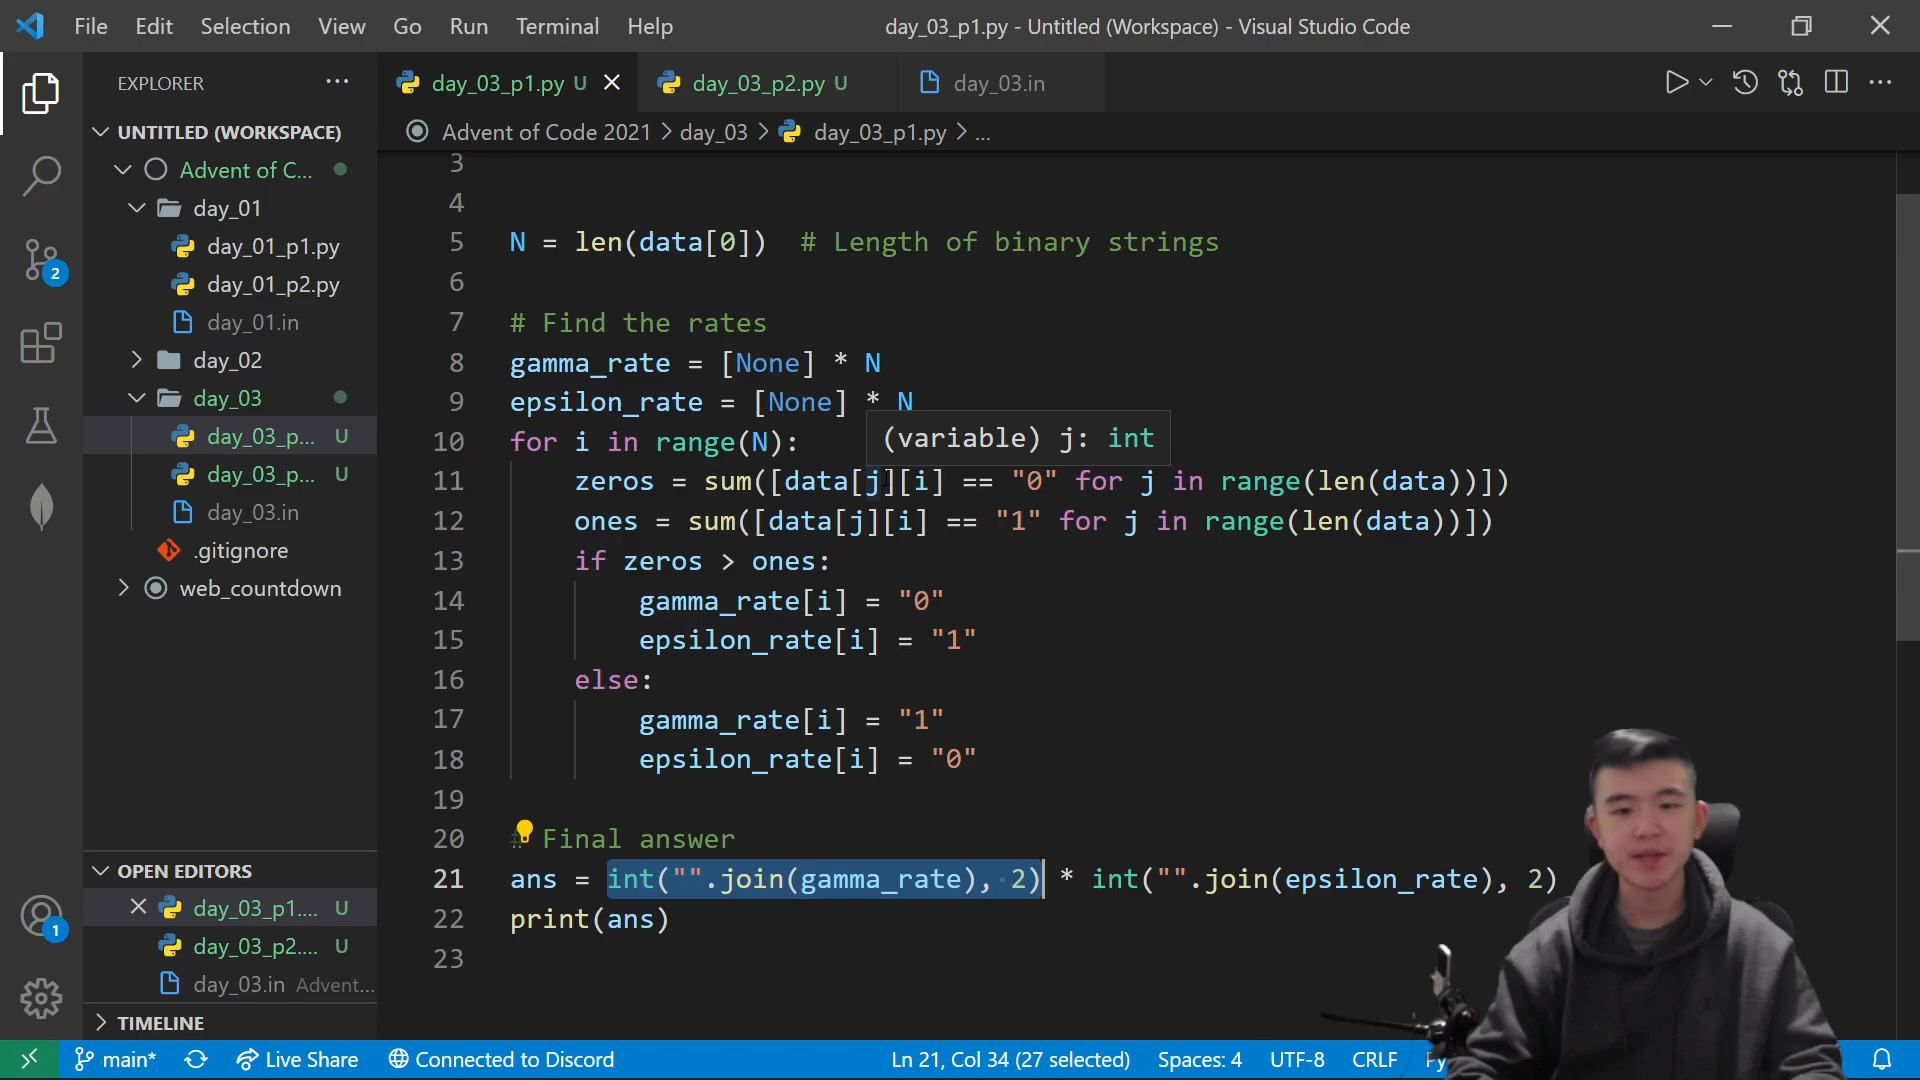 File Edit Selection View Go Run Terminal Help
day_03_p1.py - Untitled (Workspace) - Visual Studio Code
EXPLORER
UNTITLED (WORKSPACE)
Advent of C...
day_01
day_01_p1.py
day_01_p2.py
day_01.in
day_02
day_03
day_03_p... U
day_03_p... U
day_03.in
.gitignore
web_countdown
OPEN EDITORS
day_03_p1.... U
day_03_p2.... U
day_03.in Advent...
TIMELINE
2
1
day_03_p1.py U
day_03_p2.py U
day_03.in
Advent of Code 2021 > day_03 > day_03_p1.py > ...
3
4
5 N = len(data[0])  # Length of binary strings
6
7 # Find the rates
8 gamma_rate = [None] * N
9 epsilon_rate = [None] * N
(variable) j: int
10 for i in range(N):
11     zeros = sum([data[j][i] == "0" for j in range(len(data))])
12     ones = sum([data[j][i] == "1" for j in range(len(data))])
13     if zeros > ones:
14         gamma_rate[i] = "0"
15         epsilon_rate[i] = "1"
16     else:
17         gamma_rate[i] = "1"
18         epsilon_rate[i] = "0"
19
20 # Final answer
21 ans = int("".join(gamma_rate), 2) * int("".join(epsilon_rate), 2)
22 print(ans)
23
main* Live Share Connected to Discord Ln 21, Col 34 (27 selected) Spaces: 4 UTF-8 CRLF Py